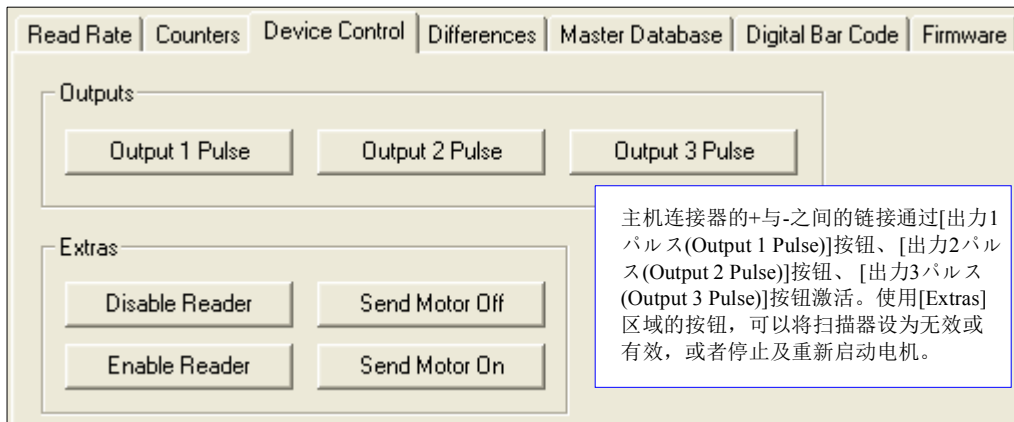 Read Rate Counters Device Control Differences Master Database Digital Bar Code Firmware
Outputs
Output 1 Pulse Output 2 Pulse Output 3 Pulse
主机连接器的+与-之间的链接通过[出力1
パルス(Output 1 Pulse)]按钮、[出力2パル
ス(Output 2 Pulse)]按钮、[出力3パルス
(Output 3 Pulse)]按钮激活。使用[Extras]
区域的按钮，可以将扫描器设为无效或
有效，或者停止及重新启动电机。
Extras
Disable Reader Send Motor Off
Enable Reader Send Motor On